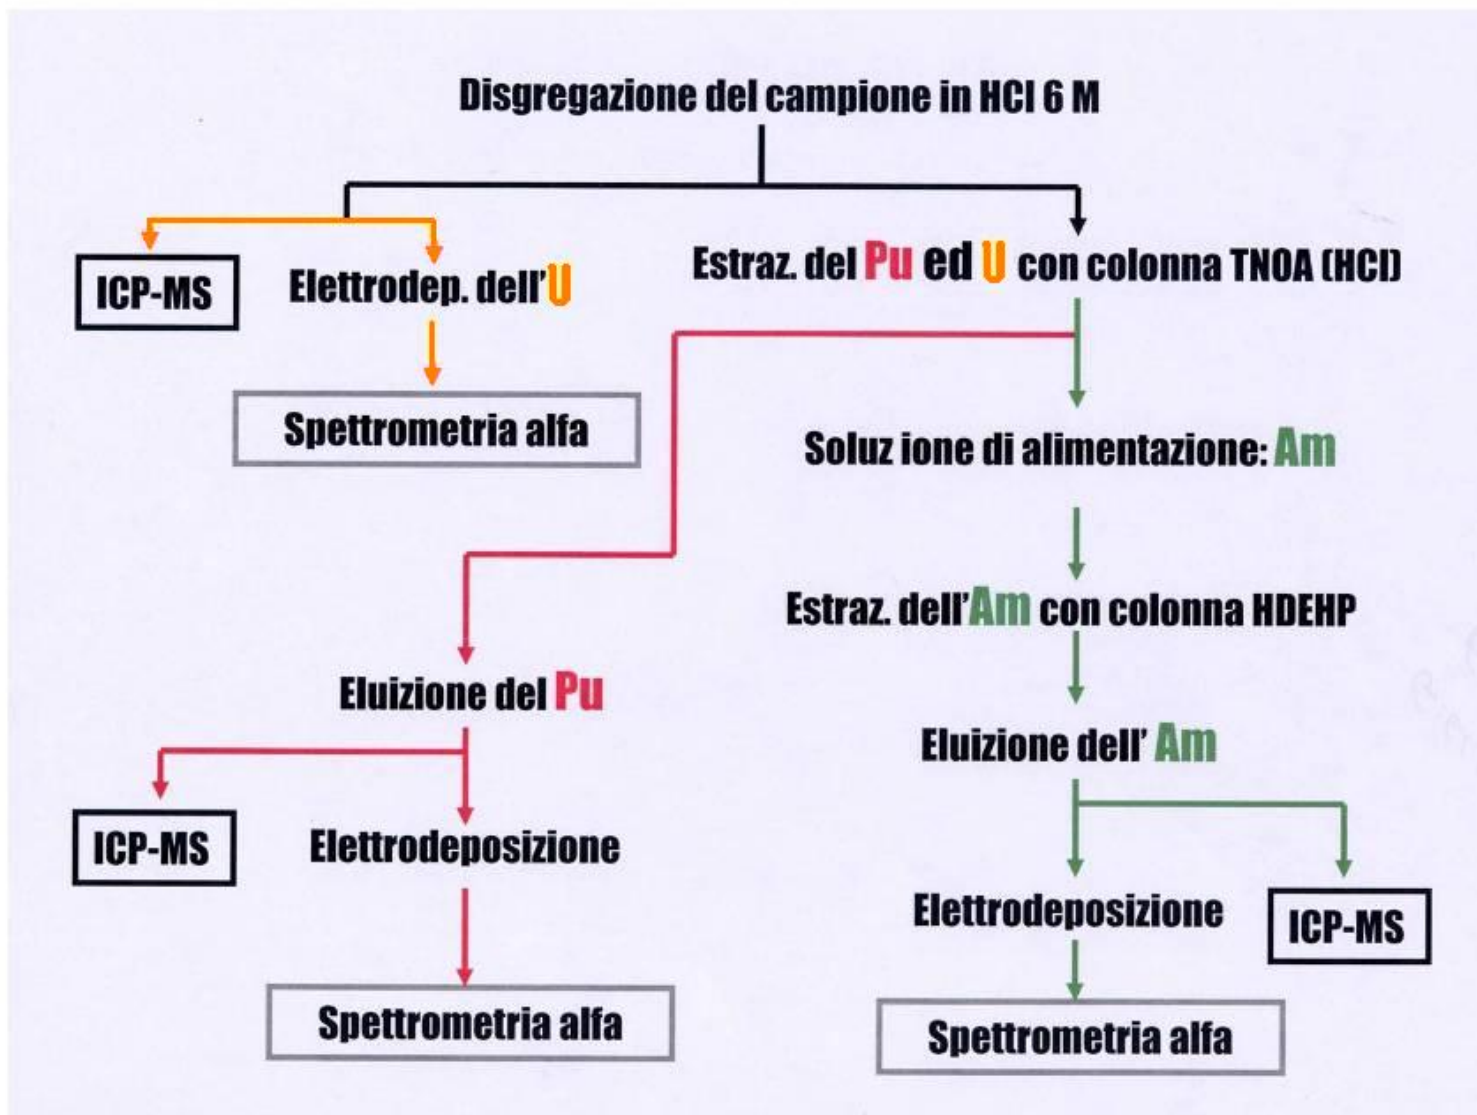 Disgregazione del campione in HCl 6 M
ICP-MS
Elettrodep. dell'U
Estraz. del Pu ed U con colonna TNOA (HCl)
Spettrometria alfa
Soluz ione di alimentazione: Am
Estraz. dell'Am con colonna HDEHP
Eluizione del Pu
Eluizione dell' Am
ICP-MS
Elettrodeposizione
Elettrodeposizione
ICP-MS
Spettrometria alfa
Spettrometria alfa